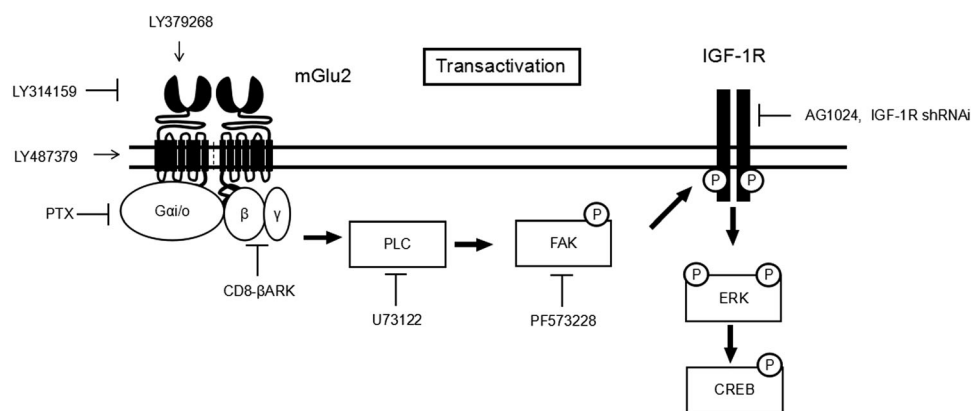 LY379268
mGlu2
Transactivation
IGF-1R
LY314159
AG1024, IGF-1R shRNAi
LY487379
P
P
PTX
Gαi/o
β
γ
P
PLC
FAK
CD8-βARK
P
P
ERK
U73122
PF573228
P
CREB